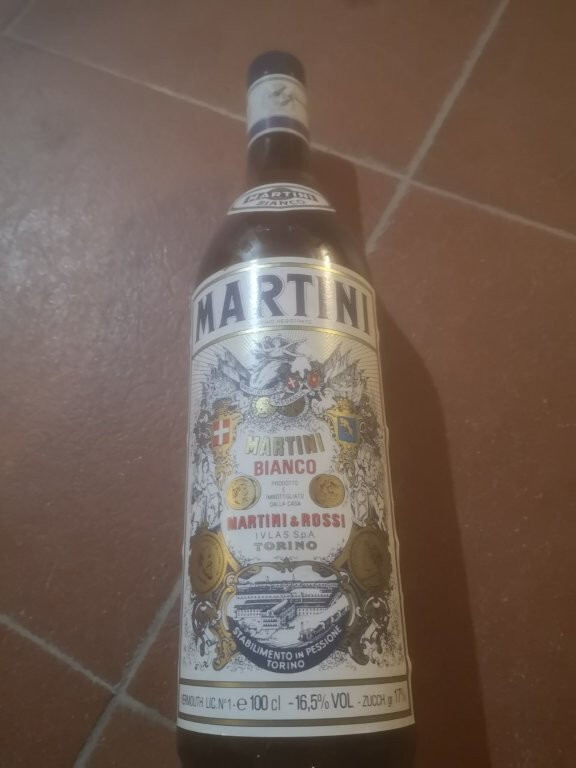 MARTINI
BIANCO
MARTINI
MARTINI
BIANCO
PRODOTTO
E
IMBOTTIGLIATO
DALLA CASA
MARTINI & ROSSI
IVLAS S.p.A.
TORINO
STABILIMENTO IN PESSIONE
TORINO
VERMOUTH LIC. N° 1 - e 100 cl - 16,5% VOL - ZUCCH. gr. 17%